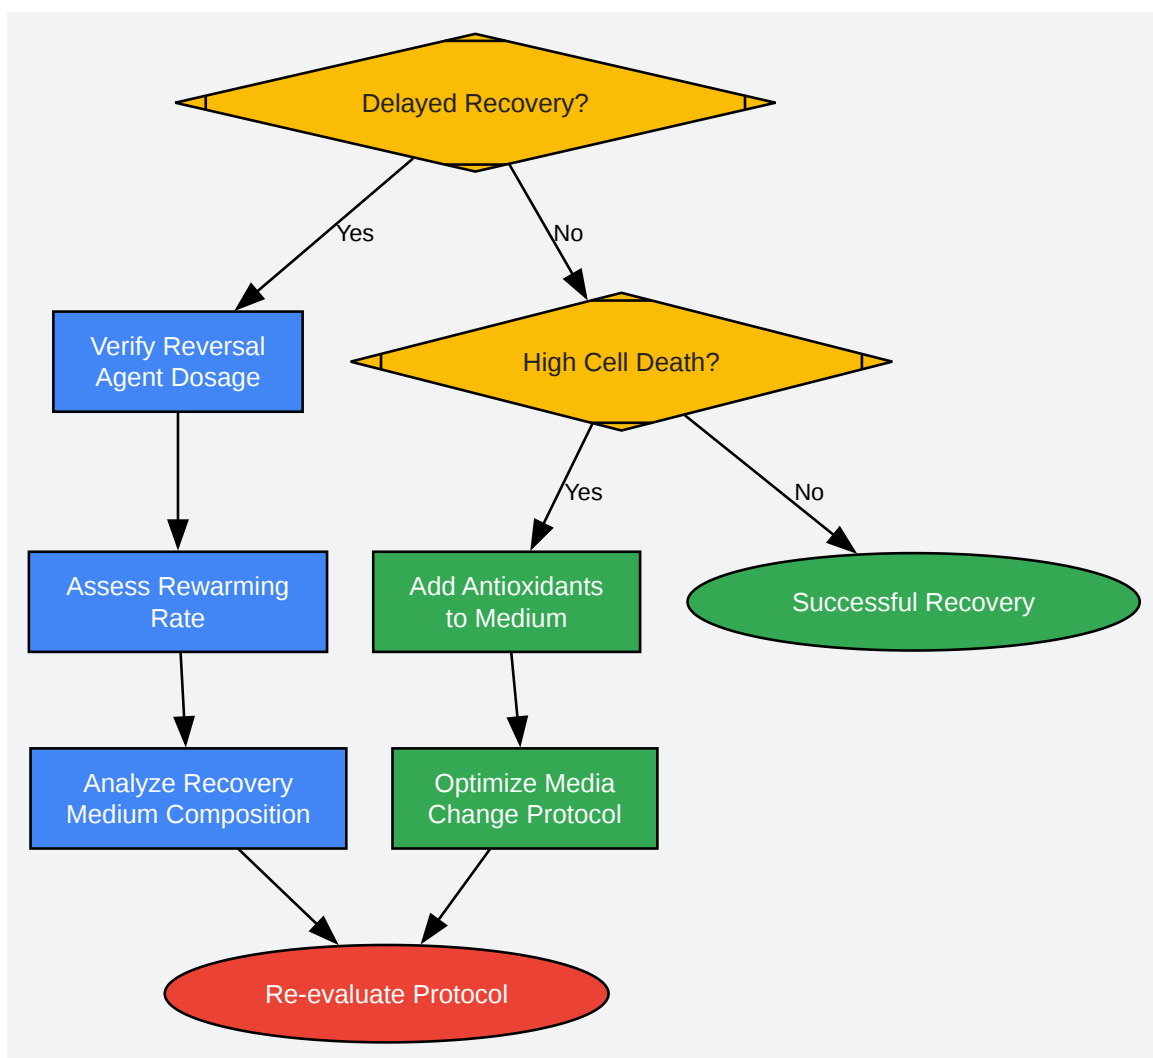 Delayed Recovery?
Yes
No
Verify Reversal
Agent Dosage
High Cell Death?
Yes
No
Assess Rewarming
Rate
Add Antioxidants
to Medium
Successful Recovery
Analyze Recovery
Medium Composition
Optimize Media
Change Protocol
Re-evaluate Protocol